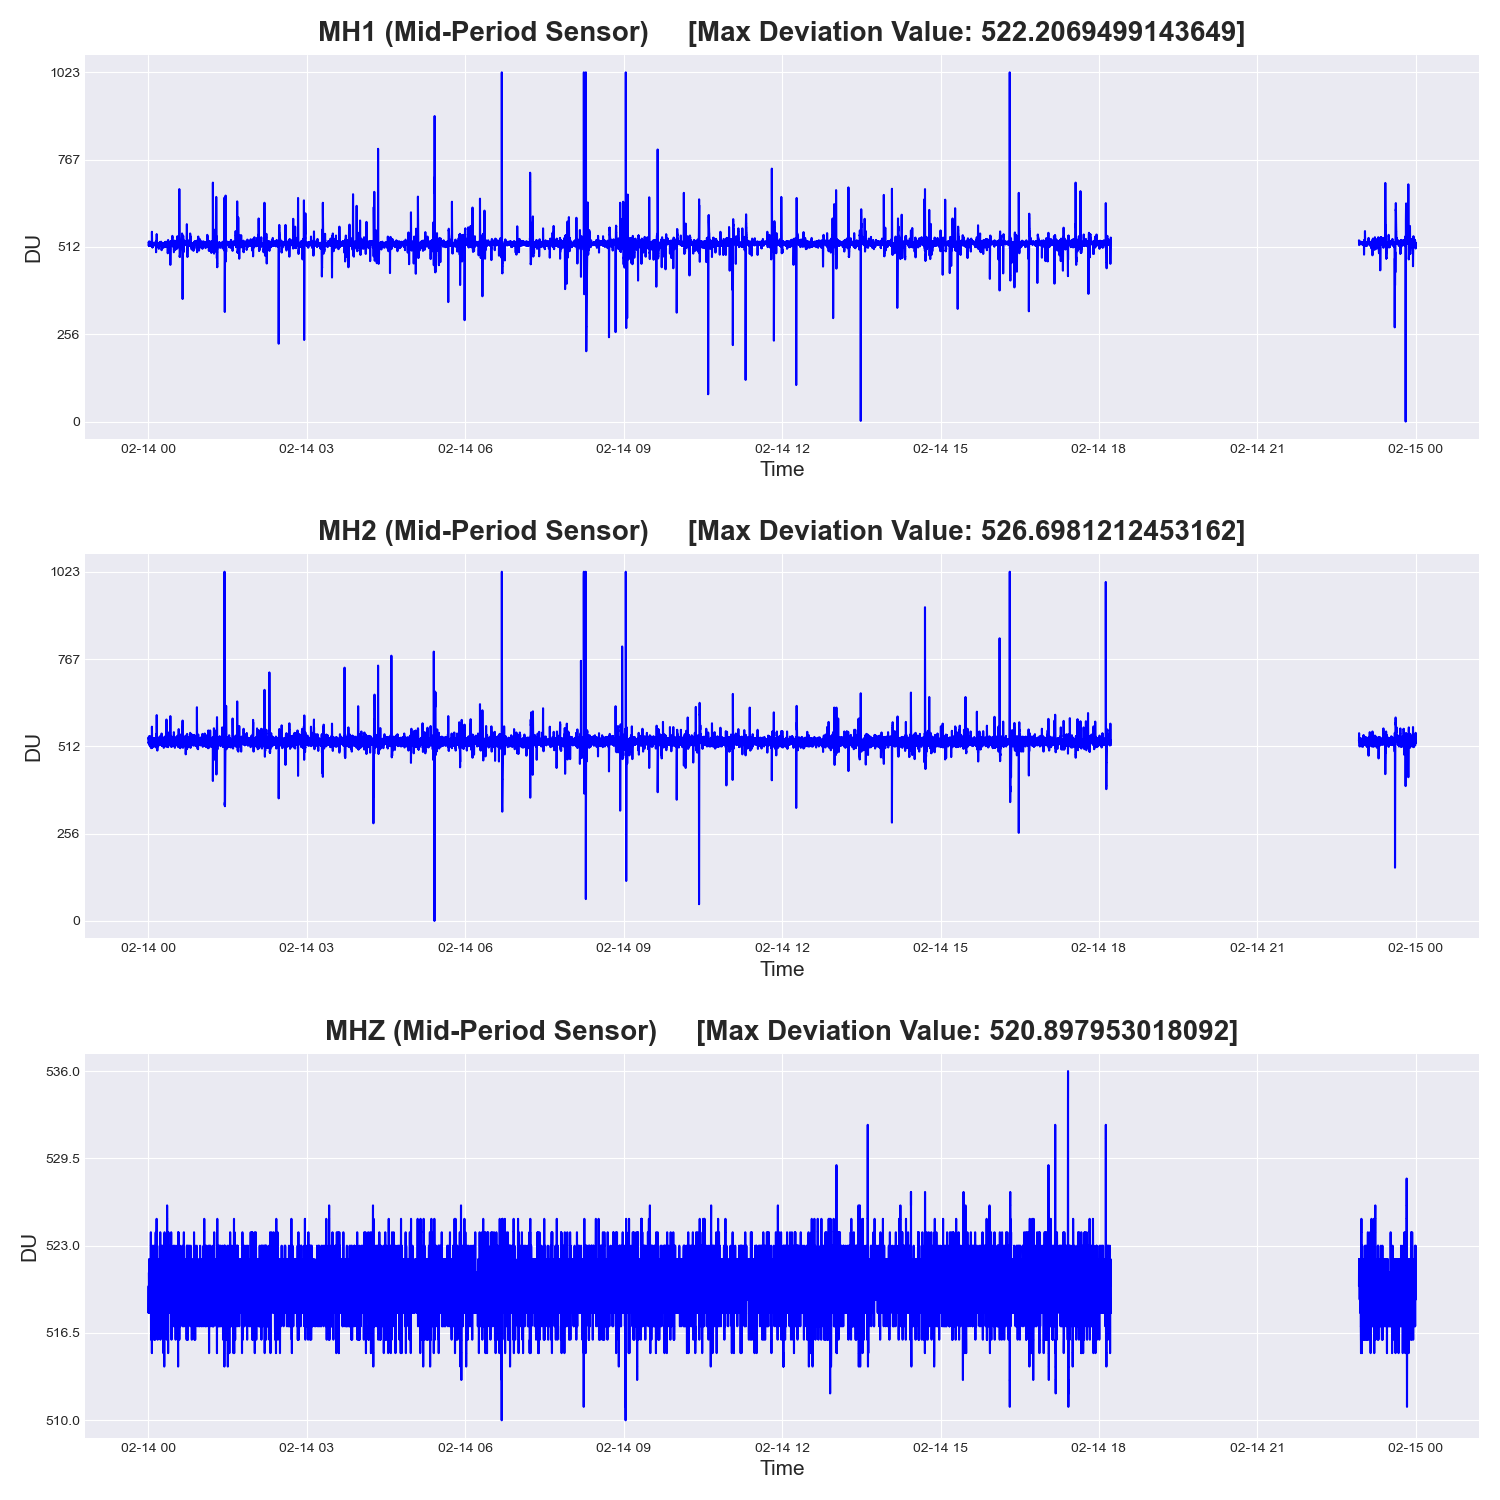 MH1 (Mid-Period Sensor) [Max Deviation Value: 522.2069499143649]
1023
767
512
256
0
DU
02-14 00 02-14 03 02-14 06 02-14 09 02-14 12 02-14 15 02-14 18 02-14 21 02-15 00
Time
MH2 (Mid-Period Sensor) [Max Deviation Value: 526.6981212453162]
1023
767
512
256
0
DU
02-14 00 02-14 03 02-14 06 02-14 09 02-14 12 02-14 15 02-14 18 02-14 21 02-15 00
Time
MHZ (Mid-Period Sensor) [Max Deviation Value: 520.897953018092]
536.0
529.5
523.0
516.5
510.0
DU
02-14 00 02-14 03 02-14 06 02-14 09 02-14 12 02-14 15 02-14 18 02-14 21 02-15 00
Time